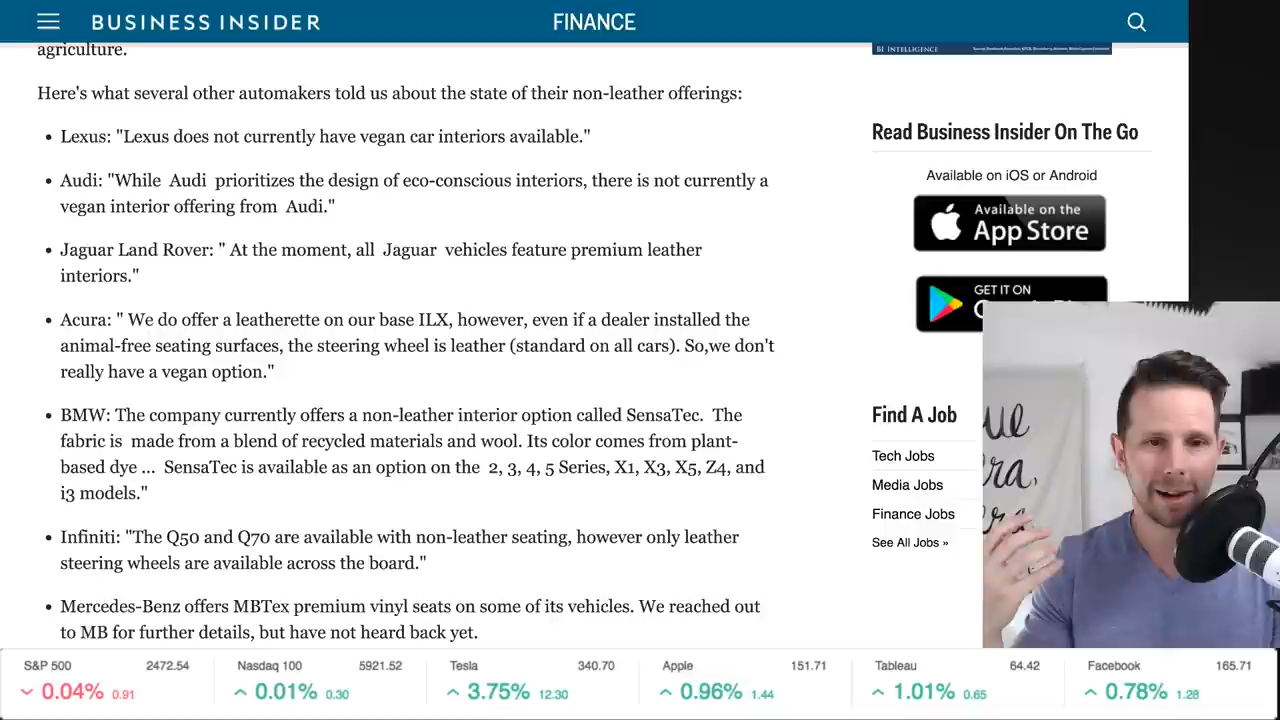 BUSINESS INSIDER
FINANCE
agriculture.
Here's what several other automakers told us about the state of their non-leather offerings:
• Lexus: "Lexus does not currently have vegan car interiors available."
• Audi: "While Audi prioritizes the design of eco-conscious interiors, there is not currently a
vegan interior offering from Audi."
• Jaguar Land Rover: " At the moment, all Jaguar vehicles feature premium leather
interiors."
• Acura: " We do offer a leatherette on our base ILX, however, even if a dealer installed the
animal-free seating surfaces, the steering wheel is leather (standard on all cars). So,we don't
really have a vegan option."
• BMW: The company currently offers a non-leather interior option called SensaTec. The
fabric is made from a blend of recycled materials and wool. Its color comes from plant-
based dye ... SensaTec is available as an option on the 2, 3, 4, 5 Series, X1, X3, X5, Z4, and
i3 models."
• Infiniti: "The Q50 and Q70 are available with non-leather seating, however only leather
steering wheels are available across the board."
• Mercedes-Benz offers MBTex premium vinyl seats on some of its vehicles. We reached out
to MB for further details, but have not heard back yet.
BI INTELLIGENCE
Read Business Insider On The Go
Available on iOS or Android
Available on the
App Store
GET IT ON
Find A Job
Tech Jobs
Media Jobs
Finance Jobs
See All Jobs »
S&P 500 2472.54
0.04% 0.91
Nasdaq 100 5921.52
0.01% 0.30
Tesla 340.70
3.75% 12.30
Apple 151.71
0.96% 1.44
Tableau 64.42
1.01% 0.65
Facebook 165.71
0.78% 1.28